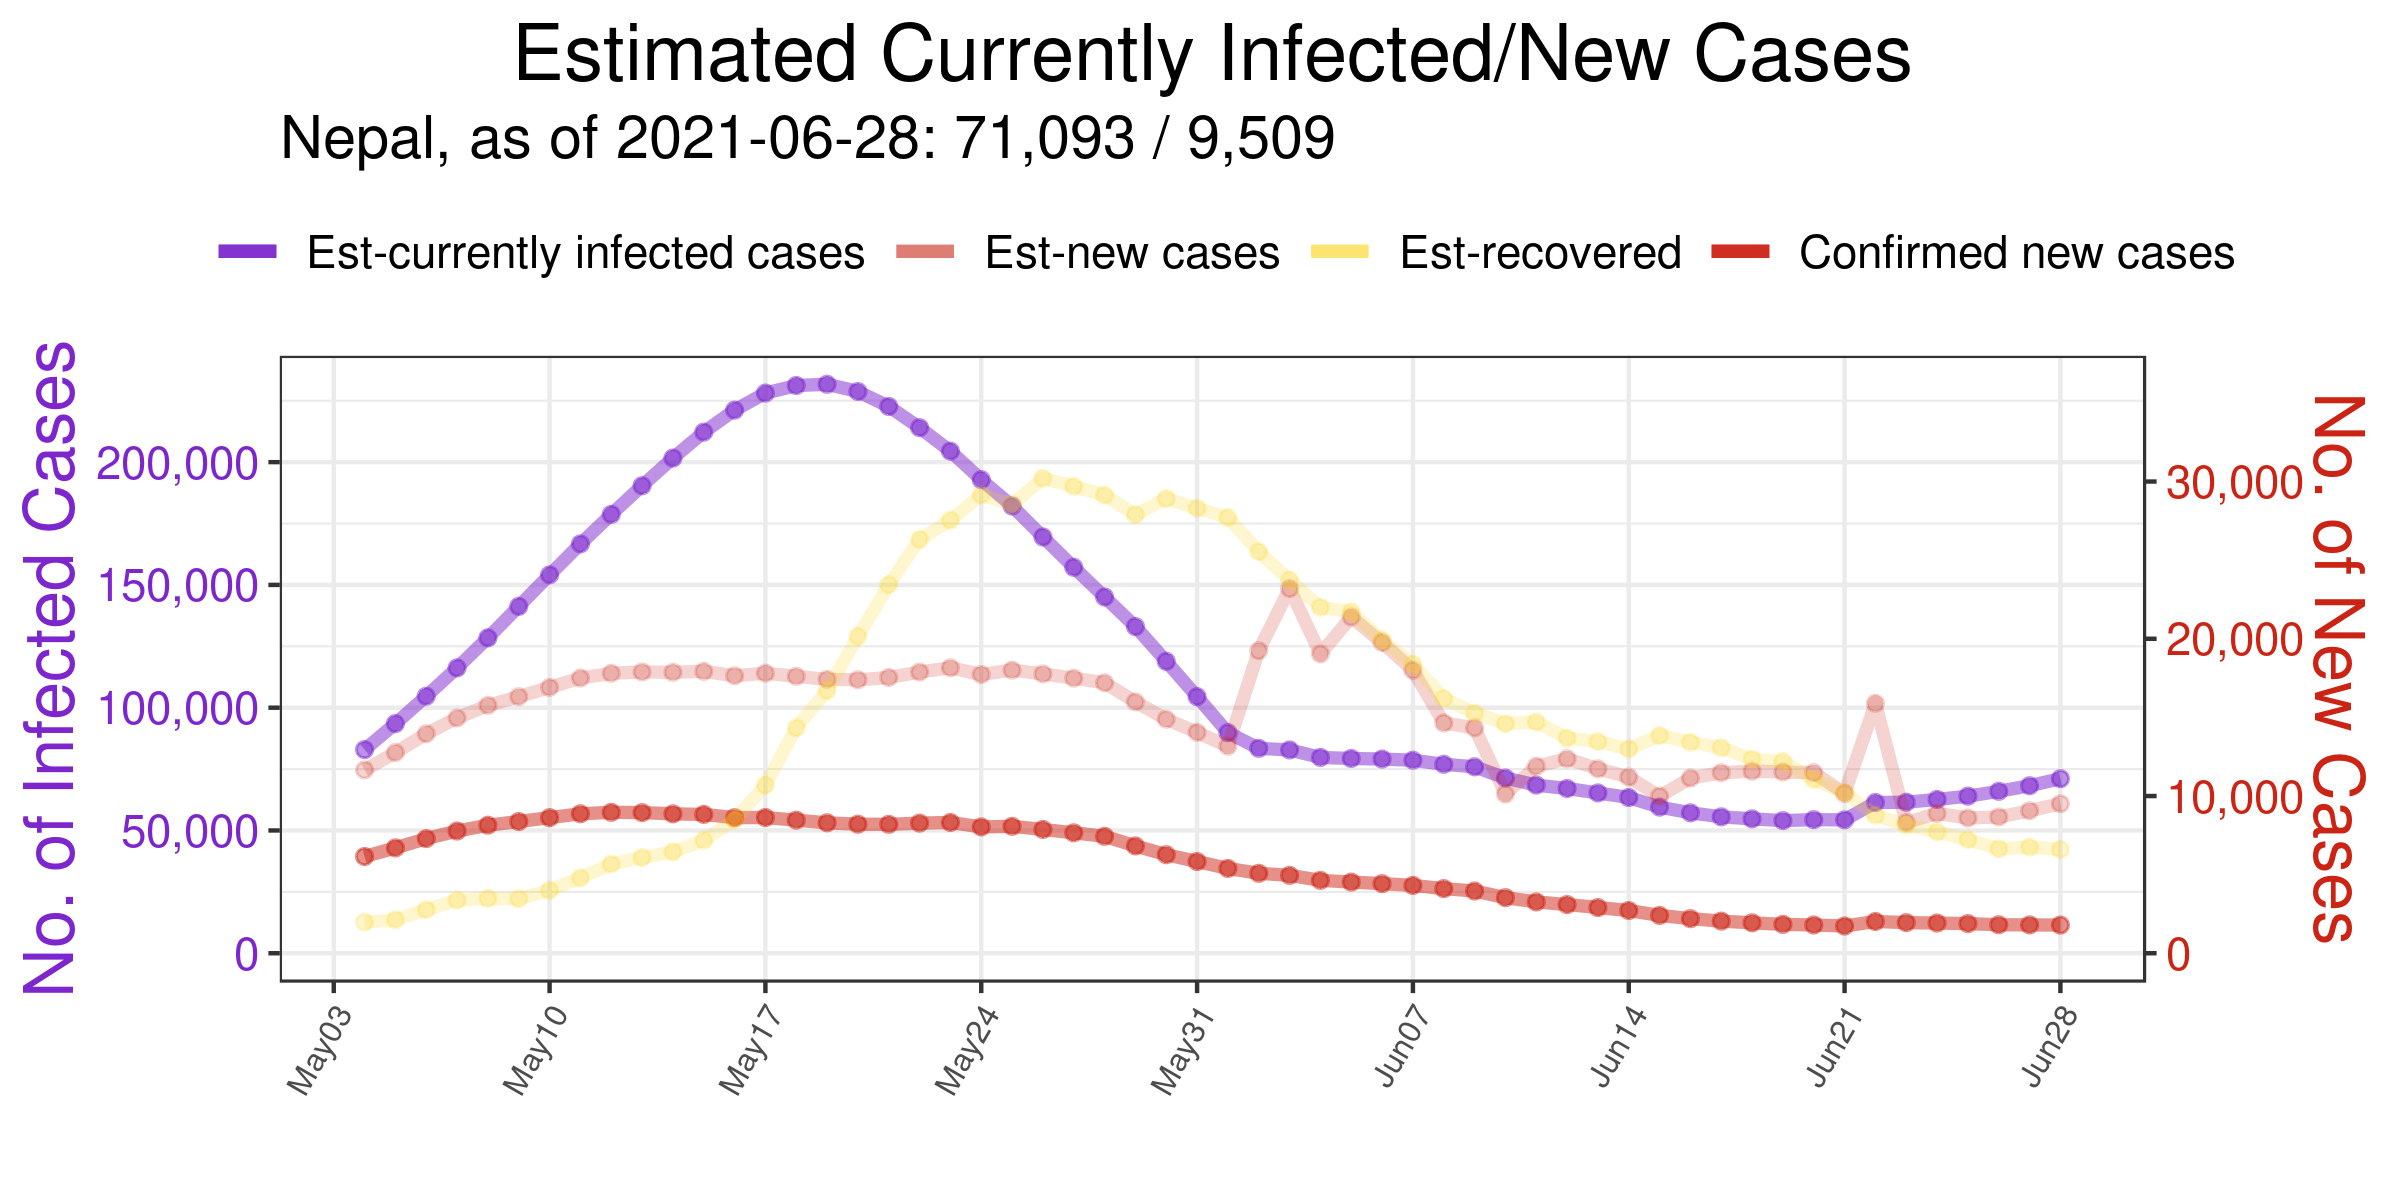 Estimated Currently Infected/New Cases
Nepal, as of 2021-06-28: 71,093 / 9,509
Est-currently infected cases Est-new cases Est-recovered Confirmed new cases
No. of Infected Cases
200,000
150,000
100,000
50,000
0
30,000
20,000
10,000
0
No. of New Cases
May03 May10 May17 May24 May31 Jun07 Jun14 Jun21 Jun28